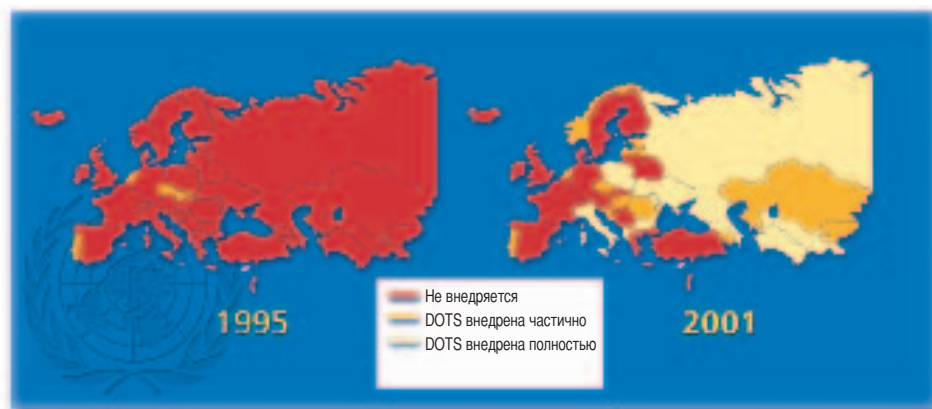 1995
2001
Не внедряется
DOTS внедрена частично
DOTS внедрена полностью